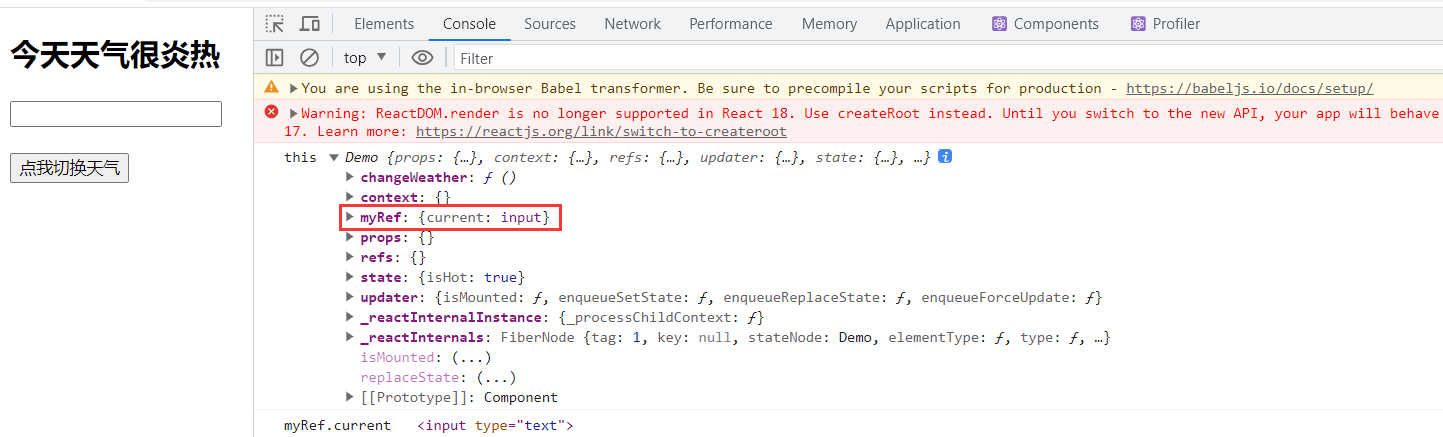 Elements Console Sources Network Performance Memory Application Components Profiler
top Filter
今天天气很炎热
点我切换天气
You are using the in-browser Babel transformer. Be sure to precompile your scripts for production - https://babeljs.io/docs/setup/
Warning: ReactDOM.render is no longer supported in React 18. Use createRoot instead. Until you switch to the new API, your app will behave
17. Learn more: https://reactjs.org/link/switch-to-createroot
this Demo {props: {…}, context: {…}, refs: {…}, updater: {…}, state: {…}, …} i
changeWeather: ƒ ()
context: {}
myRef: {current: input}
props: {}
refs: {}
state: {isHot: true}
updater: {isMounted: ƒ, enqueueSetState: ƒ, enqueueReplaceState: ƒ, enqueueForceUpdate: ƒ}
_reactInternalInstance: {_processChildContext: ƒ}
_reactInternals: FiberNode {tag: 1, key: null, stateNode: Demo, elementType: ƒ, type: ƒ, …}
isMounted: (...)
replaceState: (...)
[[Prototype]]: Component
myRef.current <input type="text">